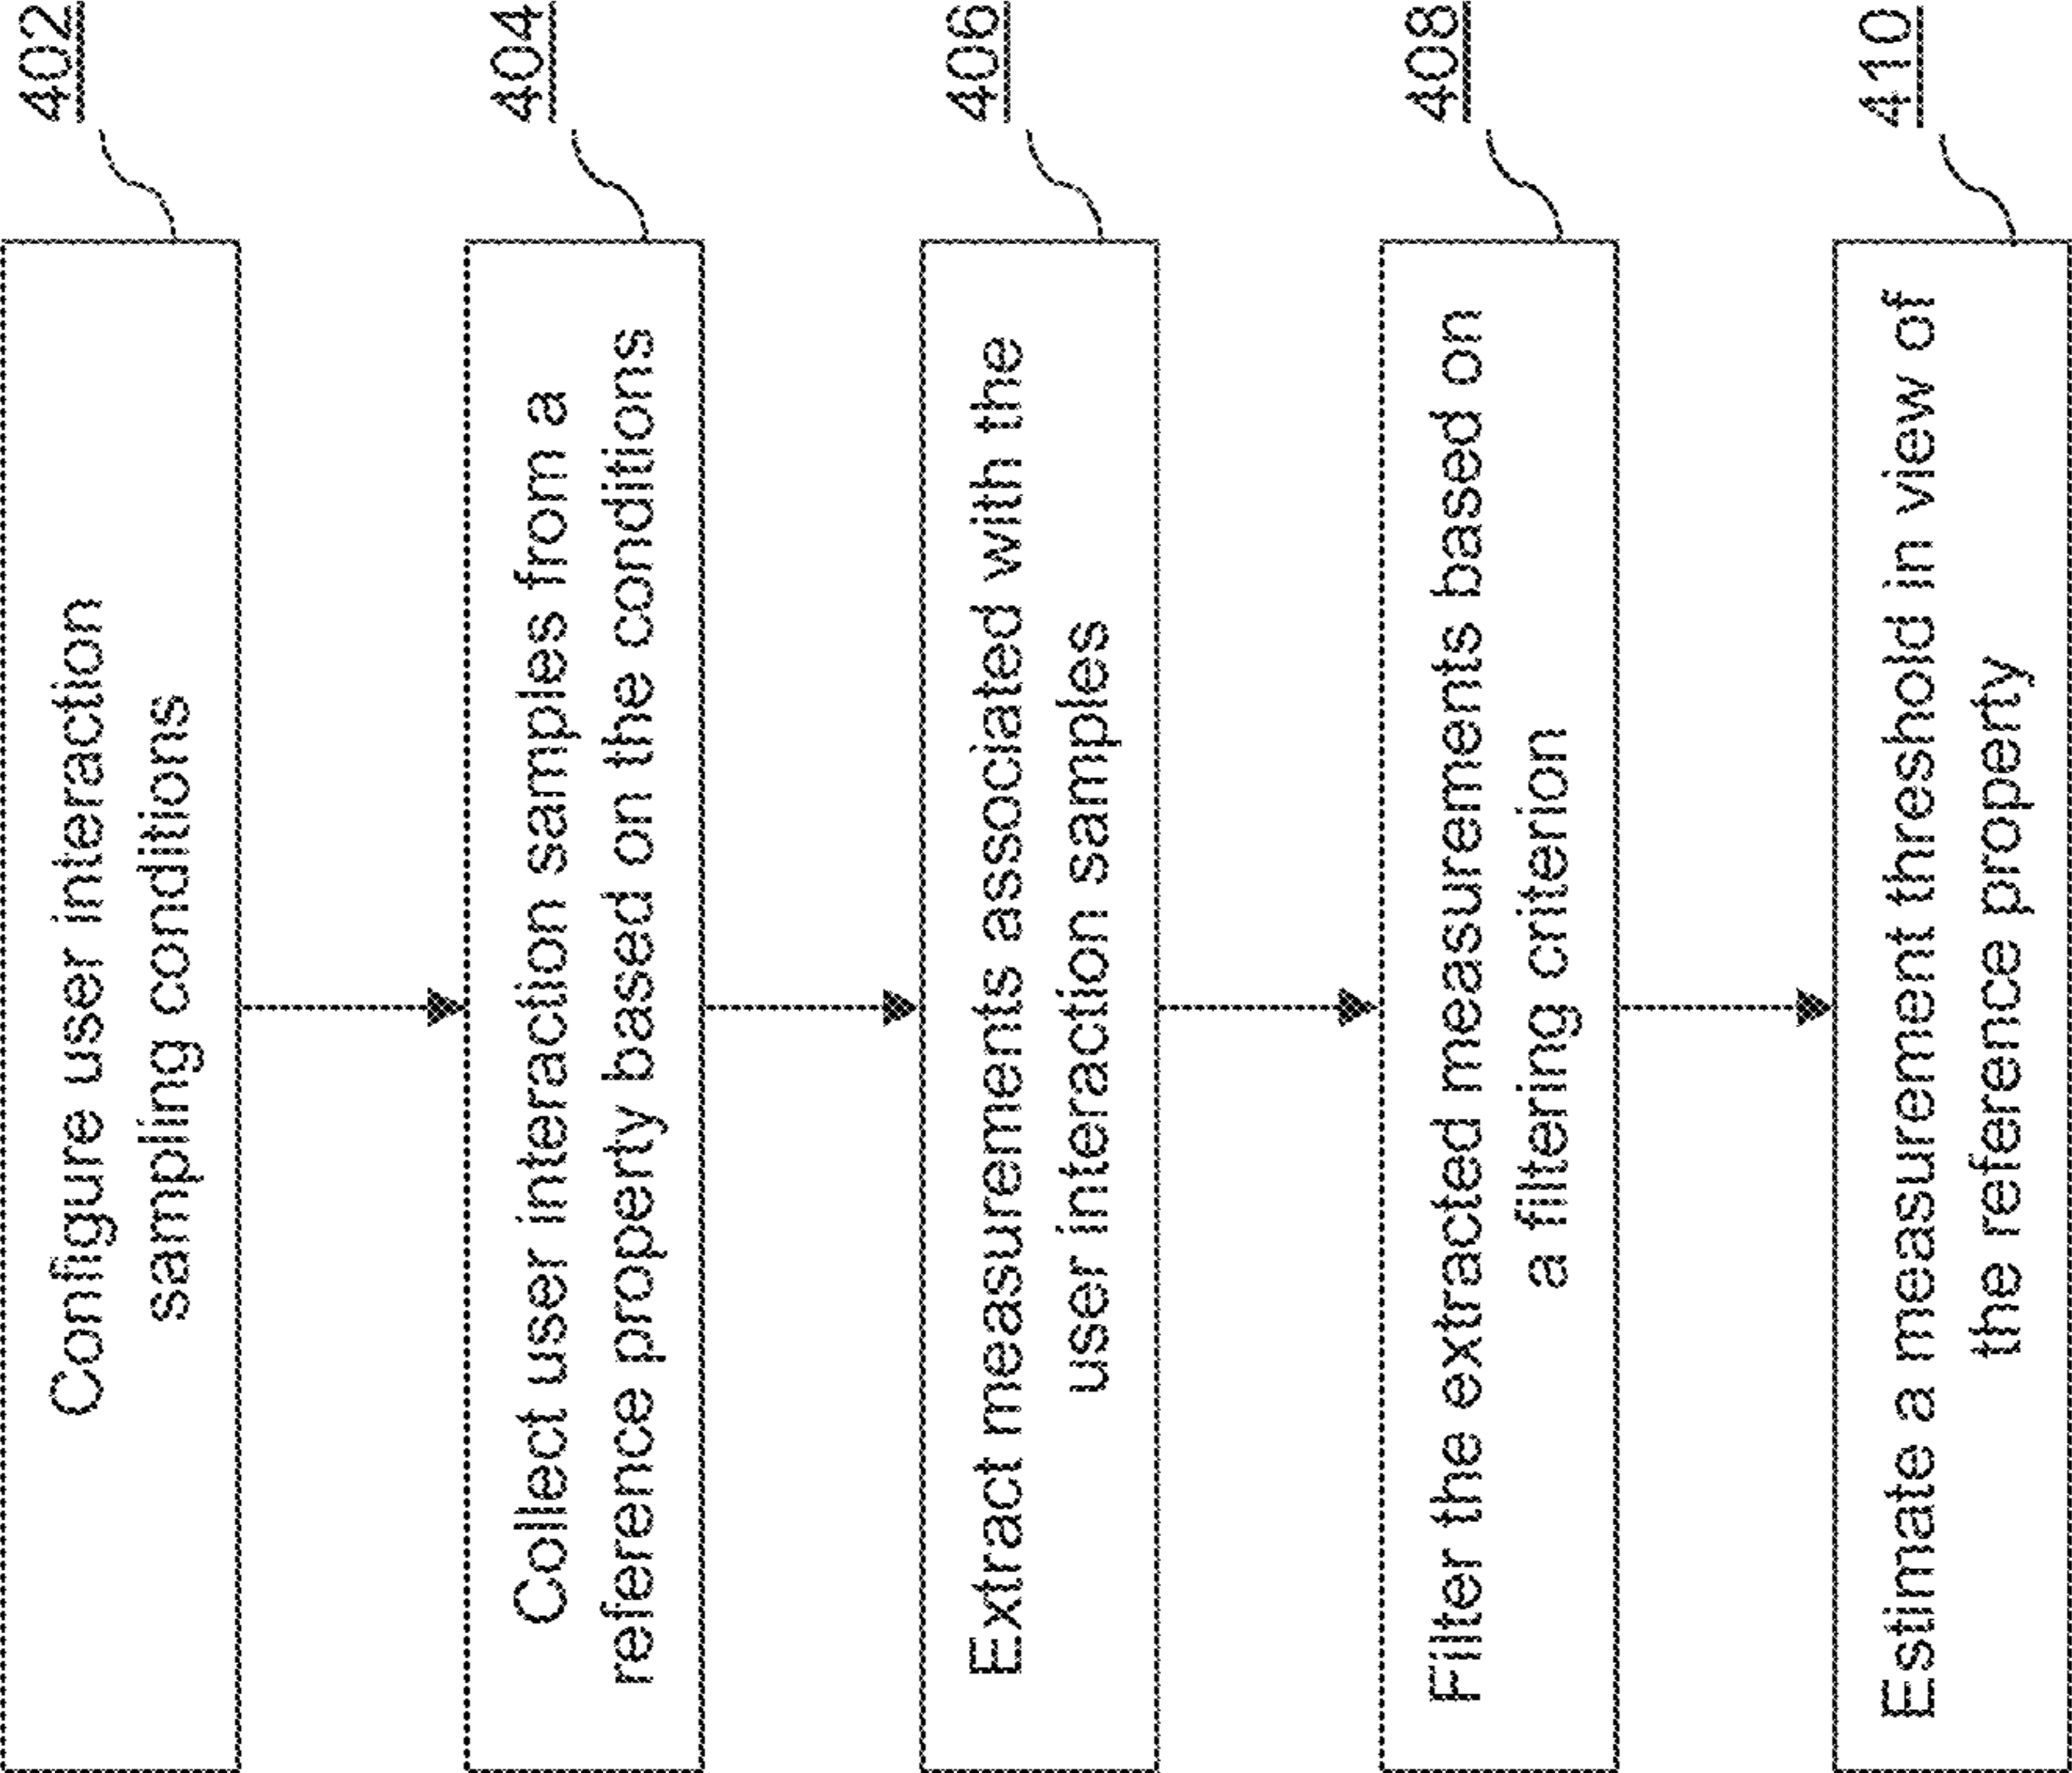 Configure user interaction
sampling conditions
402
Collect user interaction samples from a
reference property based on the conditions
404
Extract measurements associated with the
user interaction samples
406
Filter the extracted measurements based on
a filtering criterion
408
Estimate a measurement threshold in view of
the reference property
410